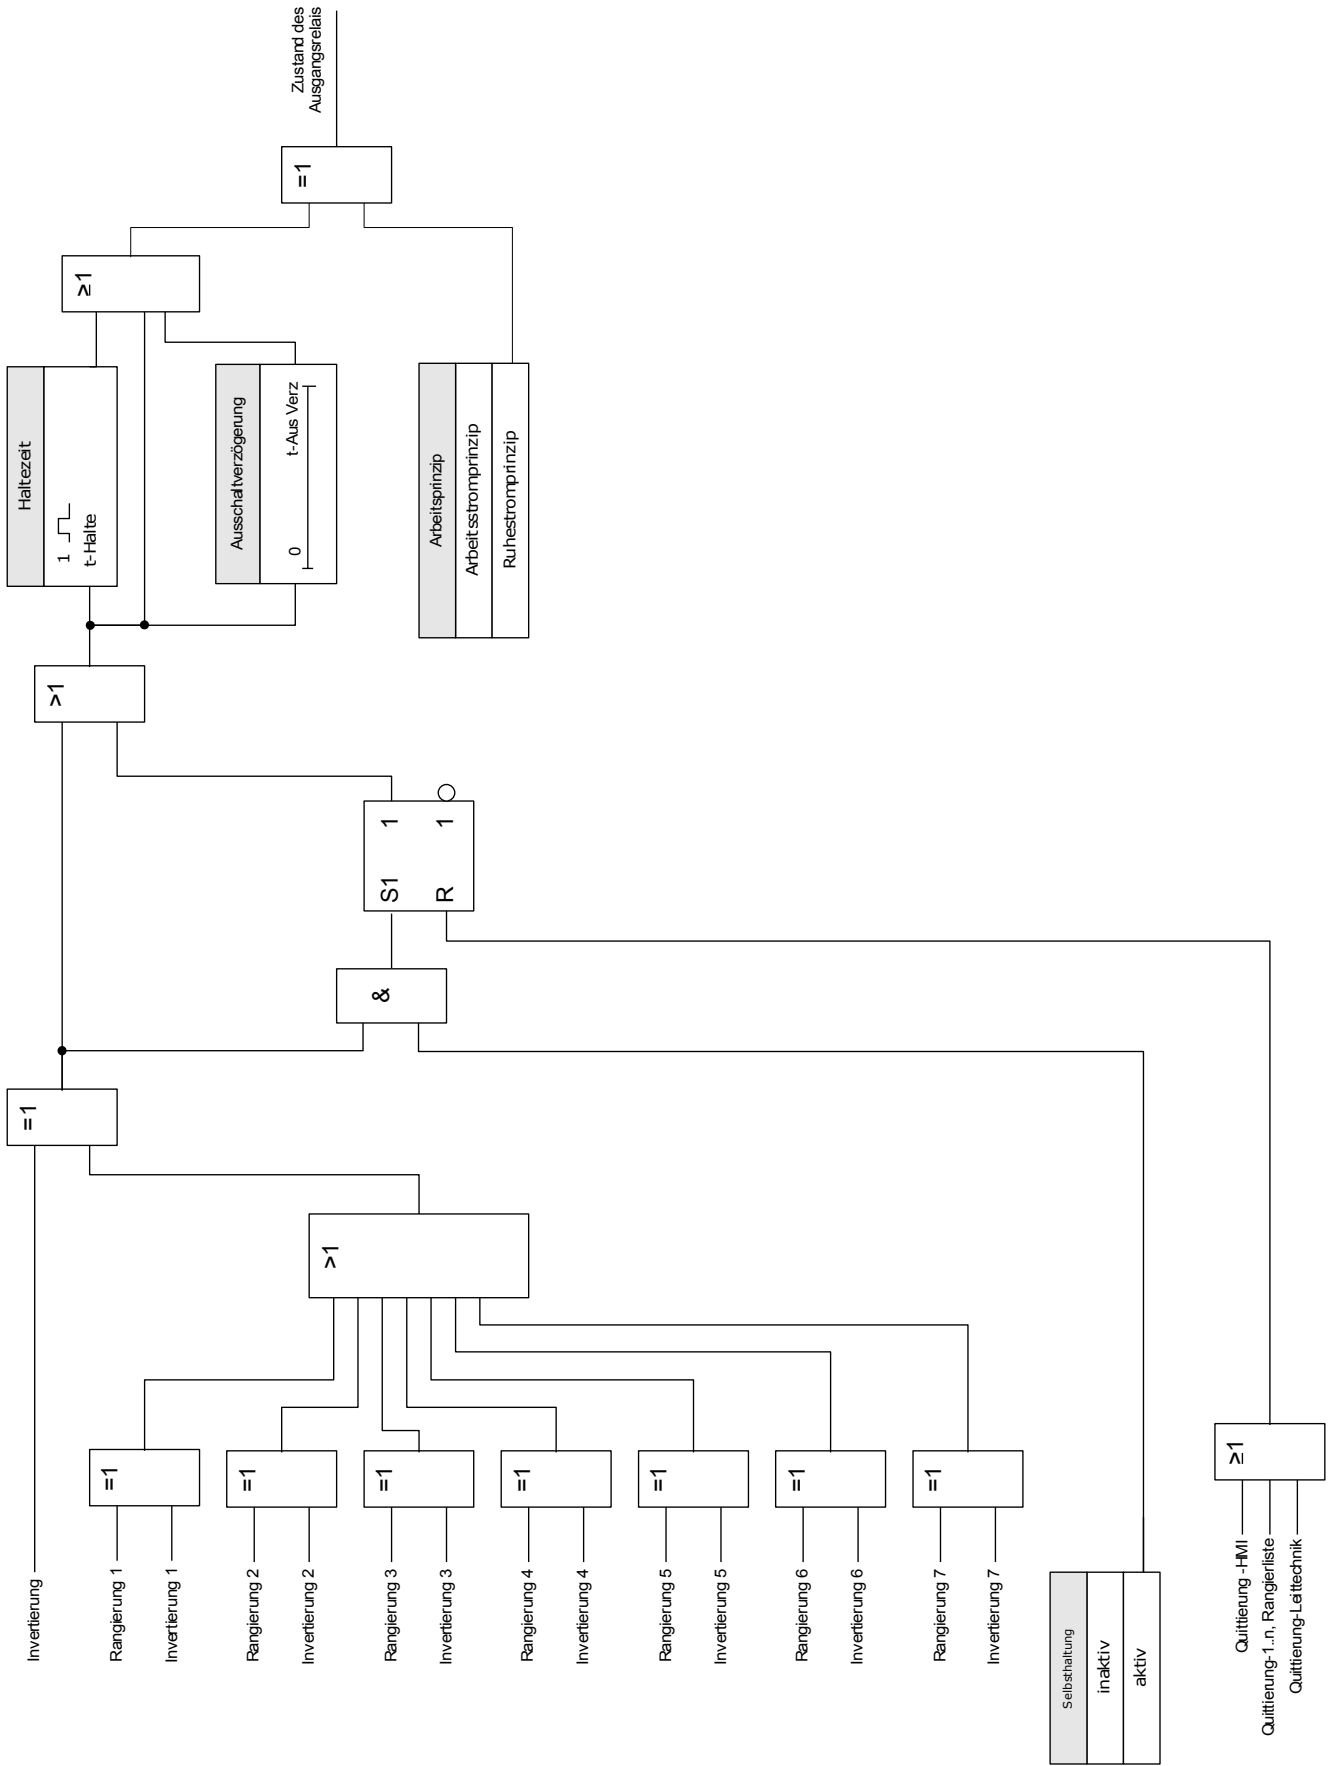 Invertierung
Rangierung 1
Invertierung 1
Rangierung 2
Invertierung 2
Rangierung 3
Invertierung 3
Rangierung 4
Invertierung 4
Rangierung 5
Invertierung 5
Rangierung 6
Invertierung 6
Rangierung 7
Invertierung 7
Selbsthaltung
inaktiv
aktiv
Quittierung -HMI
Quittierung-1..n, Rangierliste
Quittierung-Leittechnik
=1
=1
=1
=1
=1
=1
=1
≥1
>1
=1
&
S1 1
R 1
>1
Haltezeit
1
t-Halte
Ausschaltverzögerung
0 t-Aus Verz
Arbeitsprinzip
Arbeitsstromprinzip
Ruhestromprinzip
≥1
=1
Zustand des
Ausgangsrelais